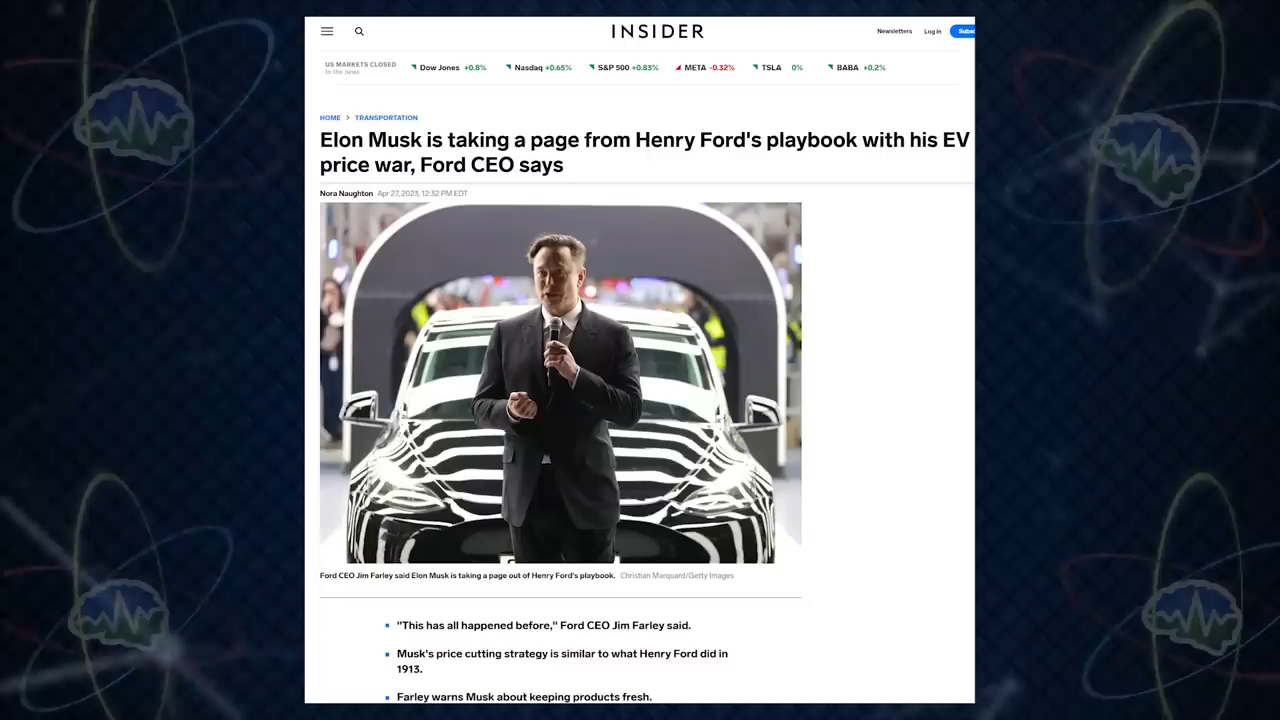 INSIDER
Newsletters Log in
US MARKETS CLOSED
In the news
Dow Jones +0.8% Nasdaq +0.65% S&P 500 +0.83% META -0.32% TSLA 0% BABA +0.2%
HOME > TRANSPORTATION
Elon Musk is taking a page from Henry Ford's playbook with his EV
price war, Ford CEO says
Nora Naughton Apr 27, 2023, 12:32 PM EDT
Ford CEO Jim Farley said Elon Musk is taking a page out of Henry Ford's playbook. Christian Marquard/Getty Images
"This has all happened before," Ford CEO Jim Farley said.
Musk's price cutting strategy is similar to what Henry Ford did in
1913.
Farley warns Musk about keeping products fresh.